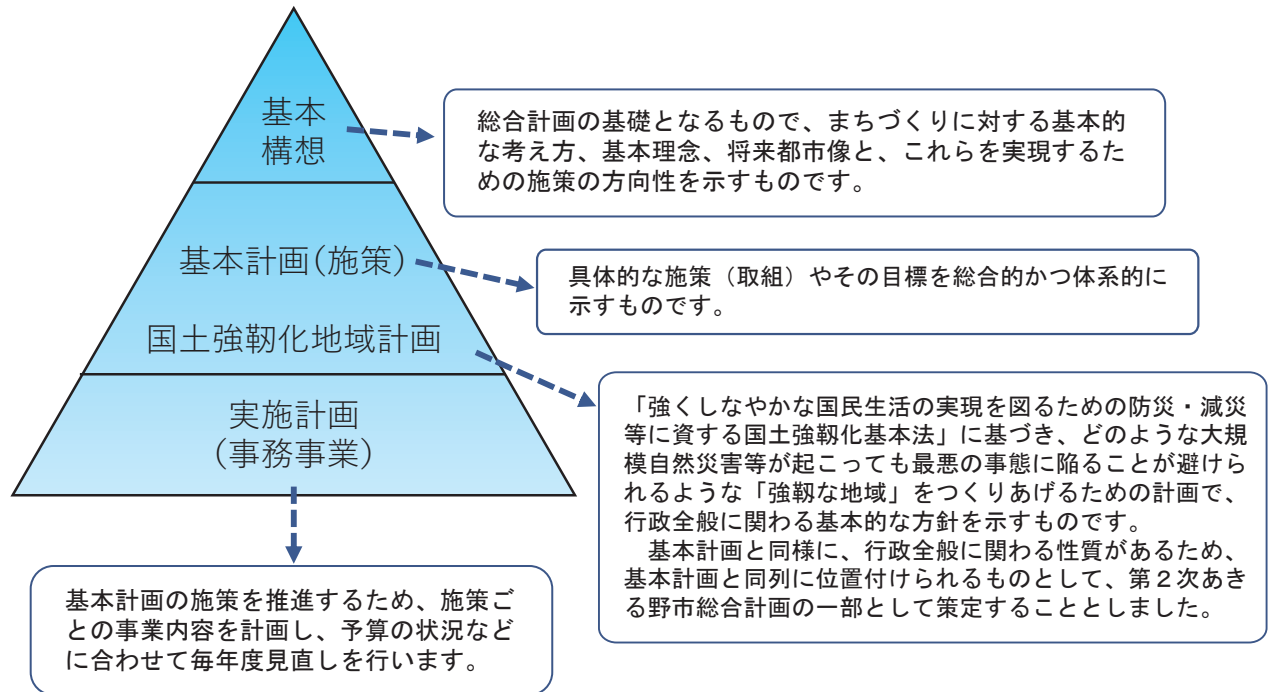 基本
構想
総合計画の基礎となるもので、まちづくりに対する基本的
な考え方、基本理念、将来都市像と、これらを実現するた
めの施策の方向性を示すものです。
基本計画(施策)
具体的な施策（取組）やその目標を総合的かつ体系的に
示すものです。
国土強靱化地域計画
「強くしなやかな国民生活の実現を図るための防災・減災
等に資する国土強靱化基本法」に基づき、どのような大規
模自然災害等が起こっても最悪の事態に陥ることが避けら
れるような「強靱な地域」をつくりあげるための計画で、
行政全般に関わる基本的な方針を示すものです。
　基本計画と同様に、行政全般に関わる性質があるため、
基本計画と同列に位置付けられるものとして、第２次あき
る野市総合計画の一部として策定することとしました。
実施計画
(事務事業)
基本計画の施策を推進するため、施策ご
との事業内容を計画し、予算の状況など
に合わせて毎年度見直しを行います。